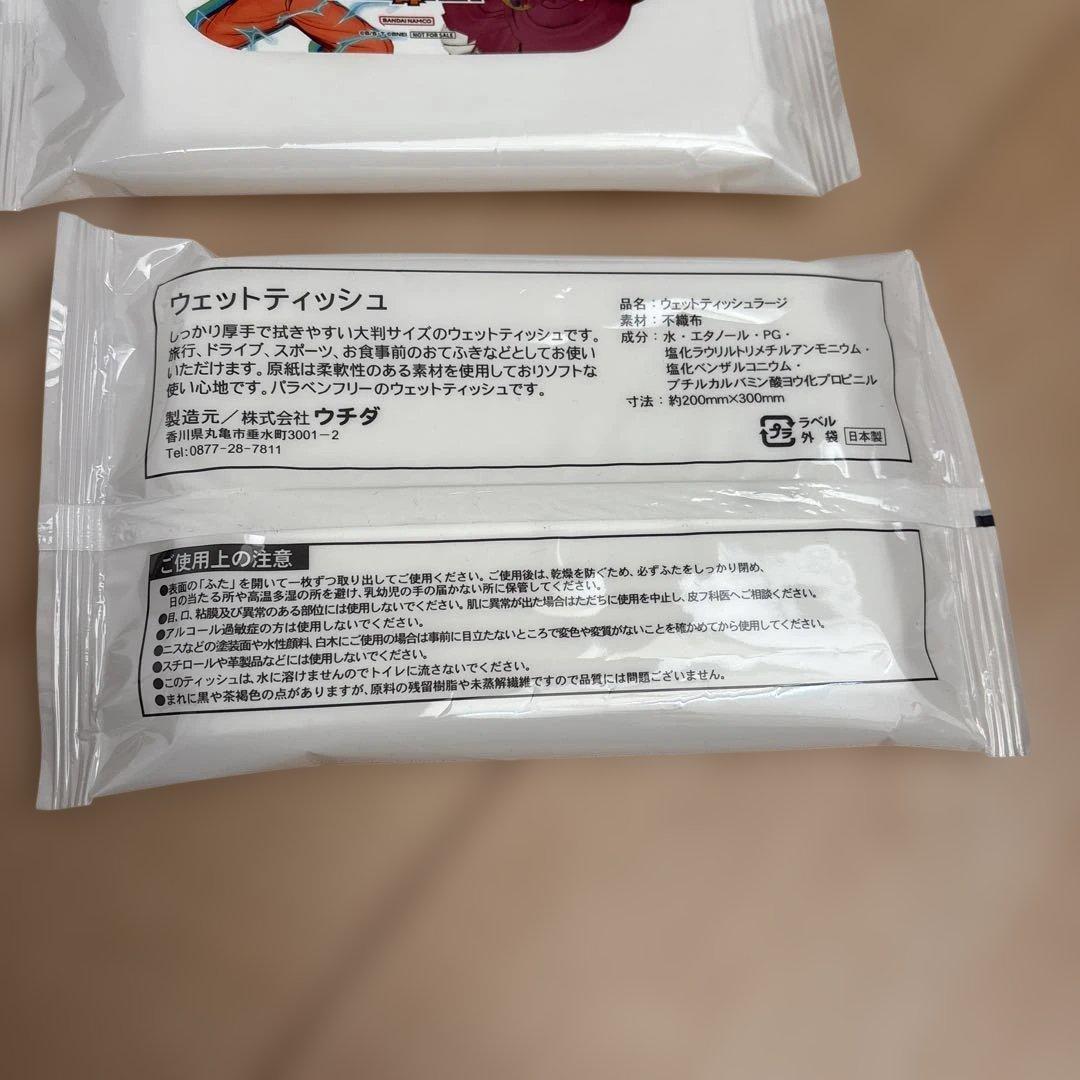 BANDAI NAMCO
©B/S・T, ©BNEI NOT FOR SALE
ウェットティッシュ
しっかり厚手で拭きやすい大判サイズのウェットティッシュです。
旅行、ドライブ、スポーツ、お食事前のおてふきなどとしてお使い
いただけます。原紙は柔軟性のある素材を使用しておりソフトな
使い心地です。パラベンフリーのウェットティッシュです。
製造元／株式会社 ウチダ
香川県丸亀市垂水町3001－2
Tel:0877-28-7811
品名：ウェットティッシュラージ
素材：不織布
成分：水・エタノール・PG・
塩化ラウリルトリメチルアンモニウム・
塩化ベンザルコニウム・
ブチルカルバミン酸ヨウ化プロピニル
寸法：約200mm×300mm
プラ
ラベル
外 袋
日本製
ご使用上の注意
●表面の「ふた」を開いて一枚ずつ取り出してご使用ください。ご使用後は、乾燥を防ぐため、必ずふたをしっかり閉め、
日の当たる所や高温多湿の所を避け、乳幼児の手の届かない所に保管してください。
●目、口、粘膜及び異常のある部位には使用しないでください。肌に異常が出た場合はただちに使用を中止し、皮フ科医へご相談ください。
●アルコール過敏症の方は使用しないでください。
●ニスなどの塗装面や水性顔料、白木にご使用の場合は事前に目立たないところで変色や変質がないことを確かめてから使用してください。
●スチロールや革製品などには使用しないでください。
●このティッシュは、水に溶けませんのでトイレに流さないでください。
●まれに黒や茶褐色の点がありますが、原料の残留樹脂や未蒸解繊維ですので品質には問題ございません。